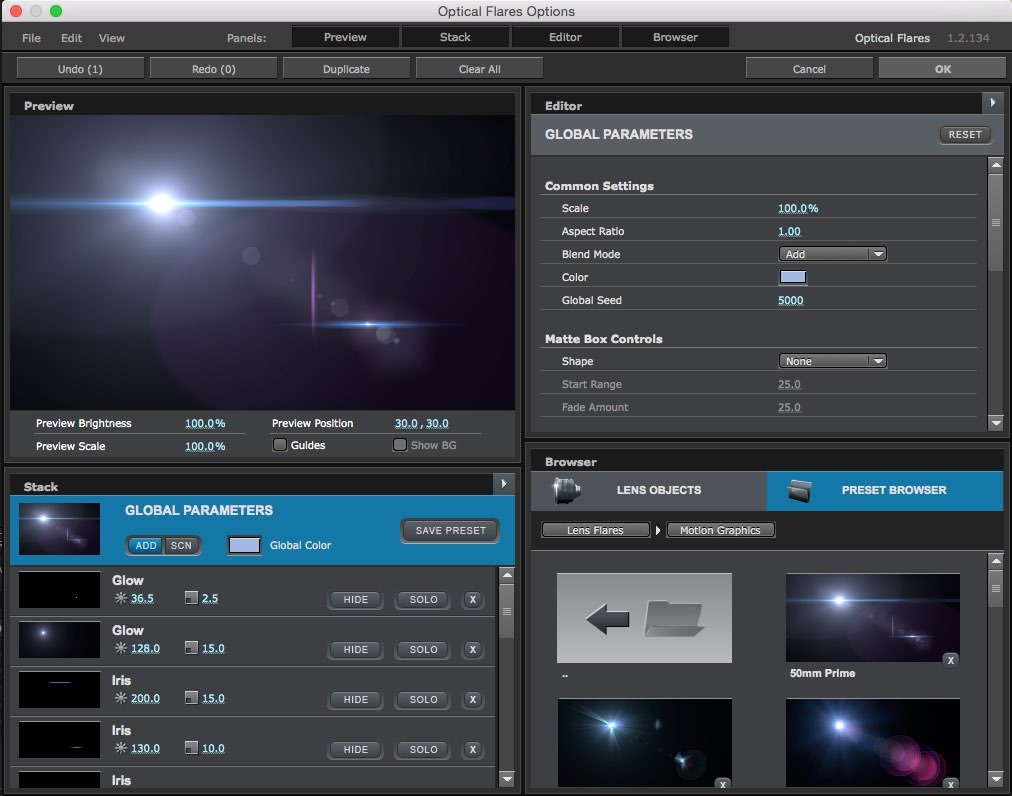 Optical Flares Options
File Edit View Panels: Preview Stack Editor Browser Optical Flares 1.2.134
Undo (1) Redo (0) Duplicate Clear All Cancel OK
Preview
Preview Brightness 100.0% Preview Position 30.0 , 30.0
Preview Scale 100.0% Guides Show BG
Stack
GLOBAL PARAMETERS
SAVE PRESET
ADD SCN Global Color
Glow
36.5 2.5 HIDE SOLO X
Glow
128.0 15.0 HIDE SOLO X
Iris
200.0 15.0 HIDE SOLO X
Iris
130.0 10.0 HIDE SOLO X
Iris
Editor
GLOBAL PARAMETERS RESET
Common Settings
Scale 100.0%
Aspect Ratio 1.00
Blend Mode Add
Color
Global Seed 5000
Matte Box Controls
Shape None
Start Range 25.0
Fade Amount 25.0
Browser
LENS OBJECTS PRESET BROWSER
Lens Flares Motion Graphics
X
.. 50mm Prime
X X